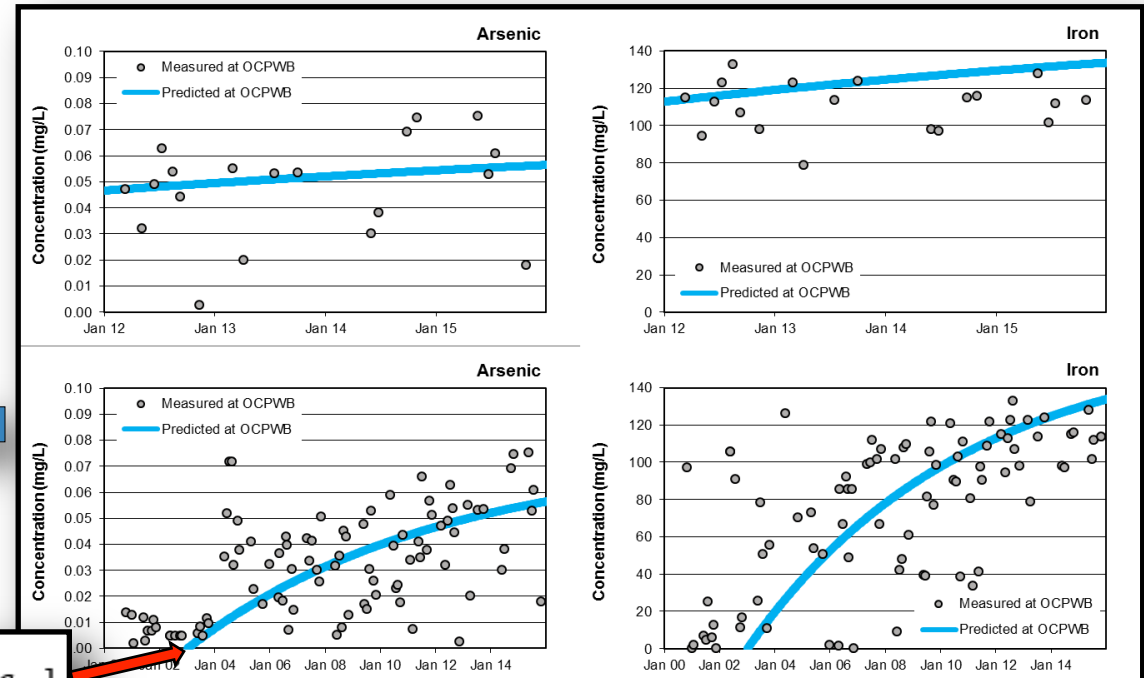 Arsenic
Concentration(mg/L)
0.10
0.09
0.08
0.07
0.06
0.05
0.04
0.03
0.02
0.01
0.00
Measured at OCPWB
Predicted at OCPWB
Jan 12 Jan 13 Jan 14 Jan 15
Iron
Concentration(mg/L)
140
120
100
80
60
40
20
0
Measured at OCPWB
Predicted at OCPWB
Jan 12 Jan 13 Jan 14 Jan 15
Arsenic
Concentration(mg/L)
0.10
0.09
0.08
0.07
0.06
0.05
0.04
0.03
0.02
0.01
.00
Measured at OCPWB
Predicted at OCPWB
02 Jan 04 Jan 06 Jan 08 Jan 10 Jan 12 Jan 14
Iron
Concentration(mg/L)
140
120
100
80
60
40
20
0
Measured at OCPWB
Predicted at OCPWB
Jan 00 Jan 02 Jan 04 Jan 06 Jan 08 Jan 10 Jan 12 Jan 14